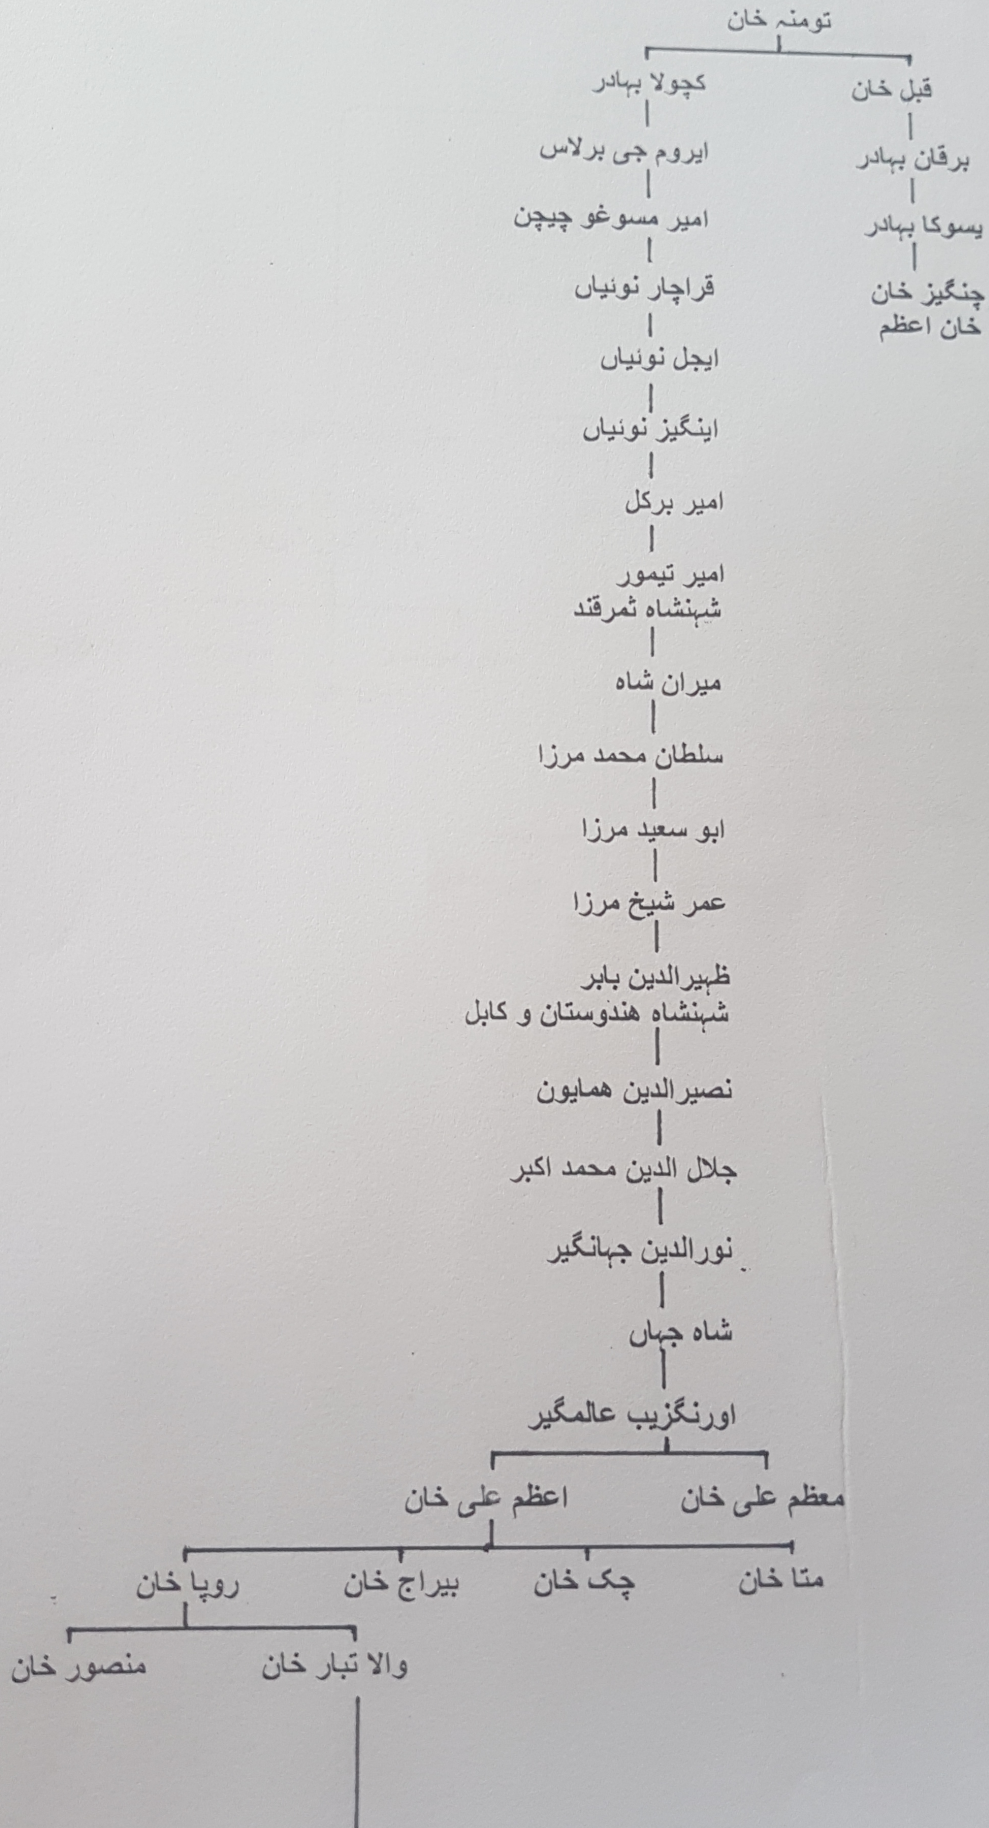 تومنہ خان
قبل خان
کچولا بہادر
برقان بہادر
ایروم جی برلاس
یسوکا بہادر
امیر مسوغو چیچن
چنگیز خان
خان اعظم
قراچار نوئیاں
ایجل نوئیاں
اینگیز نوئیاں
امیر برکل
امیر تیمور
شہنشاہ ثمرقند
میران شاہ
سلطان محمد مرزا
ابو سعید مرزا
عمر شیخ مرزا
ظہیرالدین بابر
شہنشاہ هندوستان و کابل
نصیرالدین همایون
جلال الدین محمد اکبر
نورالدین جہانگیر
شاہ جہاں
اورنگزیب عالمگیر
معظم علی خان
اعظم علی خان
متا خان
چک خان
بیراج خان
روپا خان
والا تبار خان
منصور خان